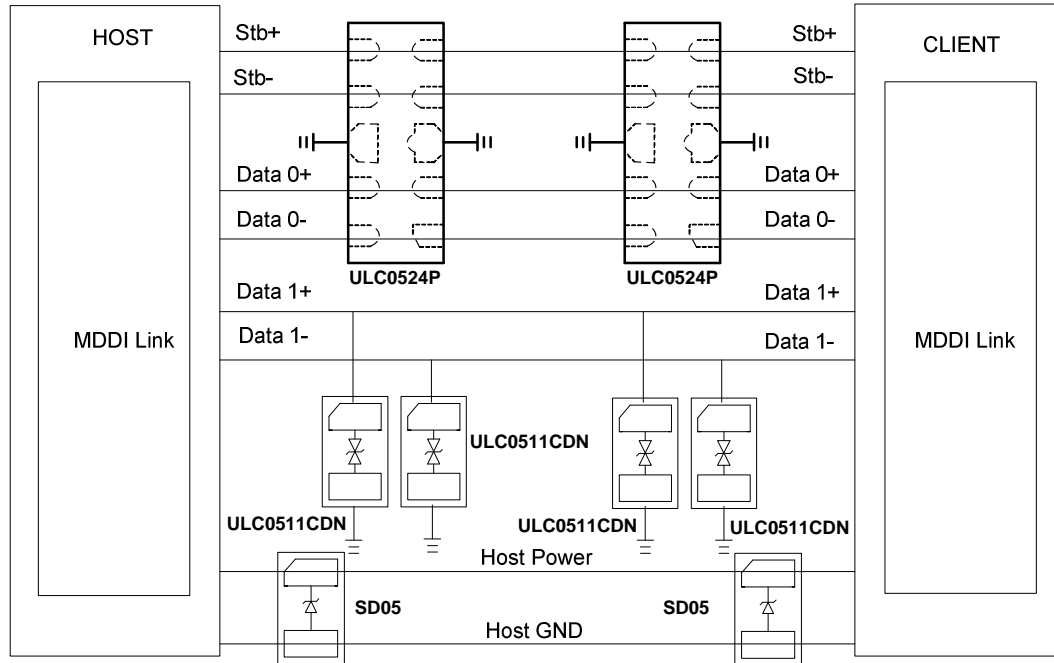 HOST
CLIENT
Stb+
Stb+
Stb-
Stb-
Data 0+
Data 0+
Data 0-
Data 0-
ULC0524P
ULC0524P
Data 1+
Data 1+
Data 1-
Data 1-
MDDI Link
MDDI Link
ULC0511CDN
ULC0511CDN
ULC0511CDN
ULC0511CDN
Host Power
SD05
SD05
Host GND